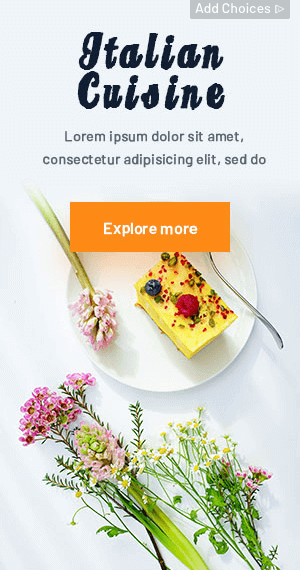 Add Choices
Italian
Cuisine
Lorem ipsum dolor sit amet,
consectetur adipisicing elit, sed do
Explore more